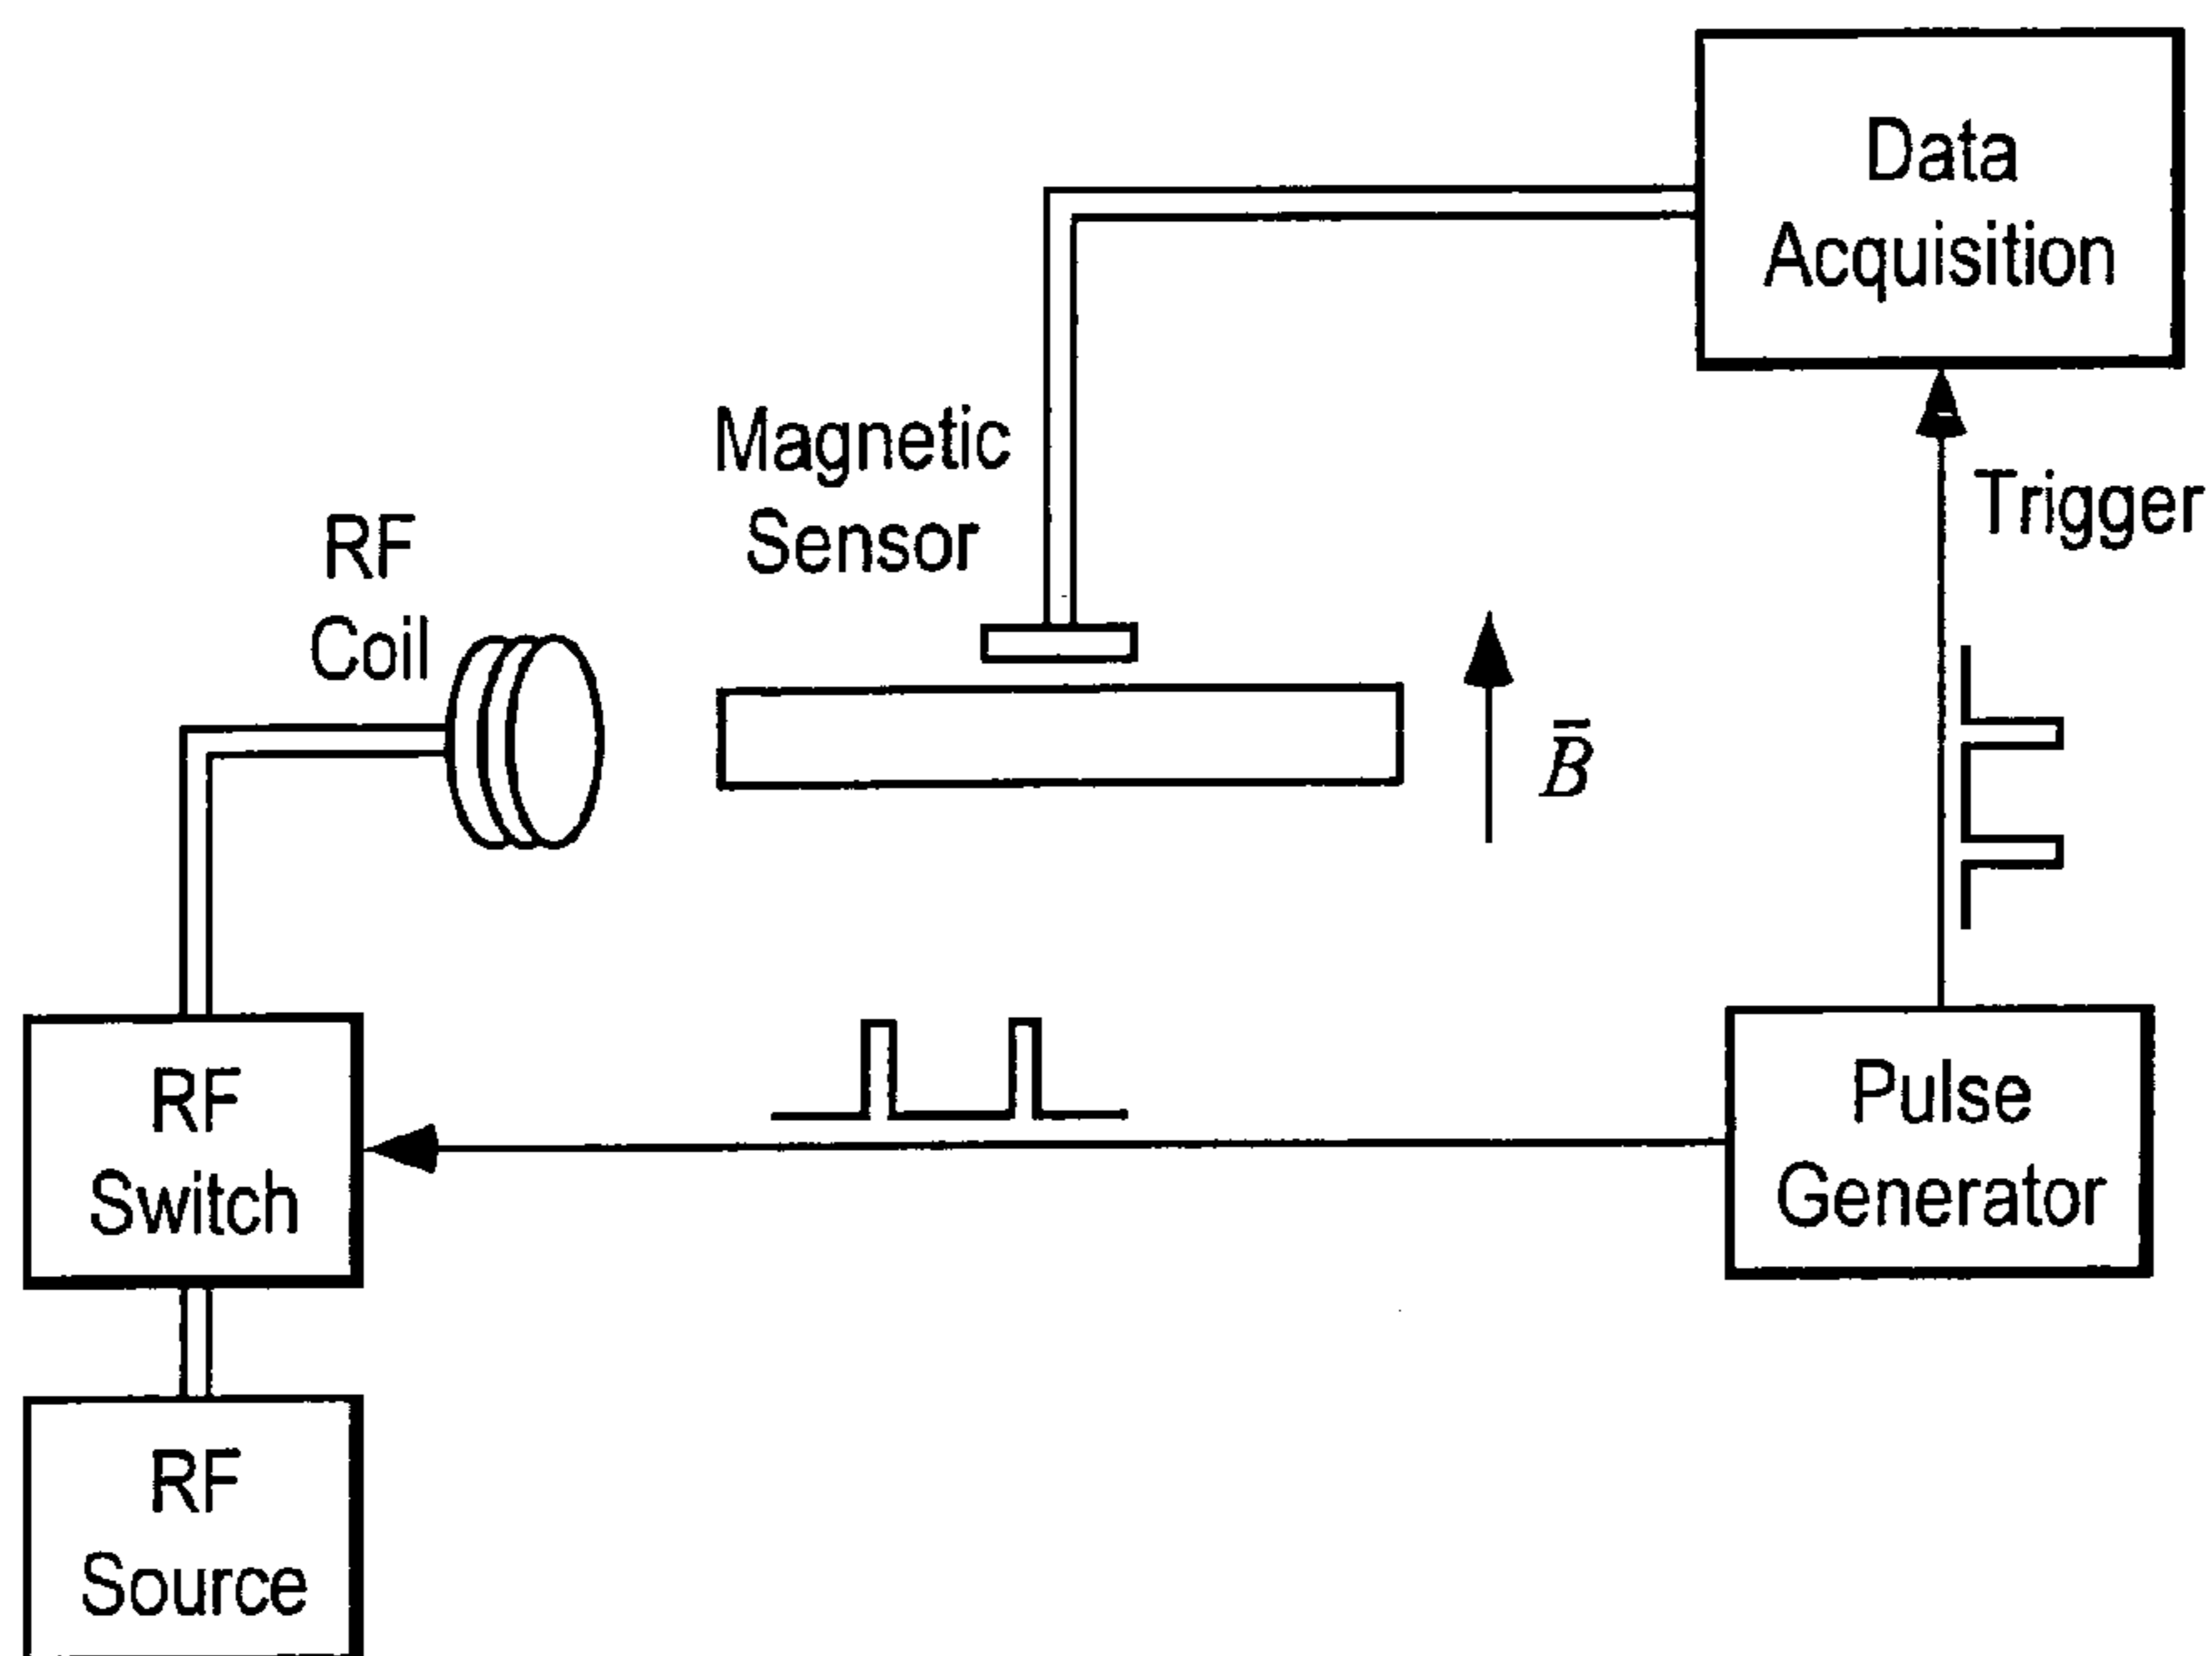 Data
Acquisition
Magnetic
Sensor
Trigger
RF
Coil
B̄
RF
Switch
Pulse
Generator
RF
Source